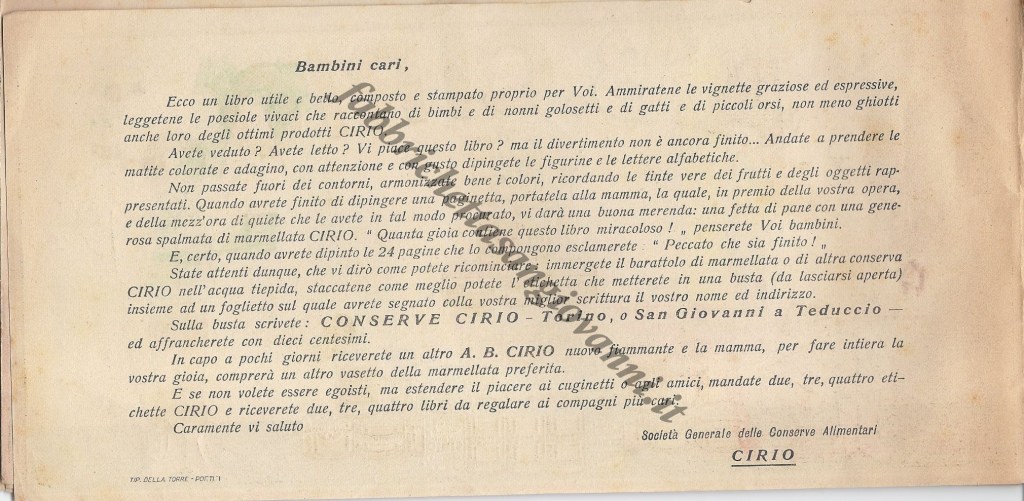 Bambini cari,
Ecco un libro utile e bello, composto e stampato proprio per Voi. Ammiratene le vignette graziose ed espressive,
leggetene le poesiole vivaci che raccontano di bimbi e di nonni golosetti e di gatti e di piccoli orsi, non meno ghiotti
anche loro degli ottimi prodotti CIRIO.
Avete veduto? Avete letto? Vi piace questo libro? ma il divertimento non è ancora finito... Andate a prendere le
matite colorate e adagino, con attenzione e con gusto dipingete le figurine e le lettere alfabetiche.
Non passate fuori dei contorni, armonizzate bene i colori, ricordando le tinte vere dei frutti e degli oggetti rap-
presentati. Quando avrete finito di dipingere una paginetta, portatela alla mamma, la quale, in premio della vostra opera,
e della mezz'ora di quiete che le avete in tal modo procurato, vi darà una buona merenda: una fetta di pane con una gene-
rosa spalmata di marmellata CIRIO. " Quanta gioia contiene questo libro miracoloso! „ penserete Voi bambini.
E, certo, quando avrete dipinto le 24 pagine che lo compongono esclamerete: " Peccato che sia finito! „
State attenti dunque, che vi dirò come potete ricominciare: immergete il barattolo di marmellata o di altra conserva
CIRIO nell'acqua tiepida, staccatene come meglio potete l'etichetta che metterete in una busta (da lasciarsi aperta)
insieme ad un foglietto sul quale avrete segnato colla vostra miglior scrittura il vostro nome ed indirizzo.
Sulla busta scrivete: CONSERVE CIRIO - Torino, o San Giovanni a Teduccio —
ed affrancherete con dieci centesimi.
In capo a pochi giorni riceverete un altro A. B. CIRIO nuovo fiammante e la mamma, per fare intiera la
vostra gioia, comprerà un altro vasetto della marmellata preferita.
E se non volete essere egoisti, ma estendere il piacere ai cuginetti o agli amici, mandate due, tre, quattro eti-
chette CIRIO e riceverete due, tre, quattro libri da regalare ai compagni più cari.
Caramente vi saluto
Società Generale delle Conserve Alimentari
CIRIO
TIP. DELLA TORRE -